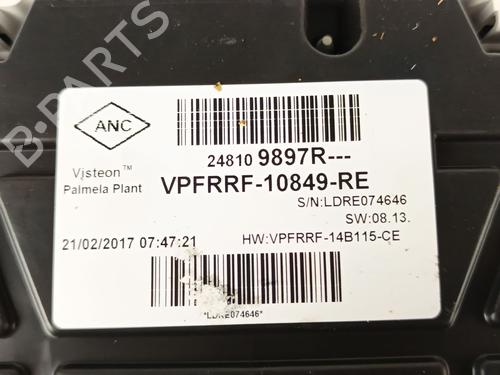 B-PARTS
ANC
Visteon™
Palmela Plant
24810 9897R---
VPFRRF-10849-RE
S/N:LDRE074646
SW:08.13.
21/02/2017 07:47:21
HW:VPFRRF-14B115-CE
*LDRE074646*